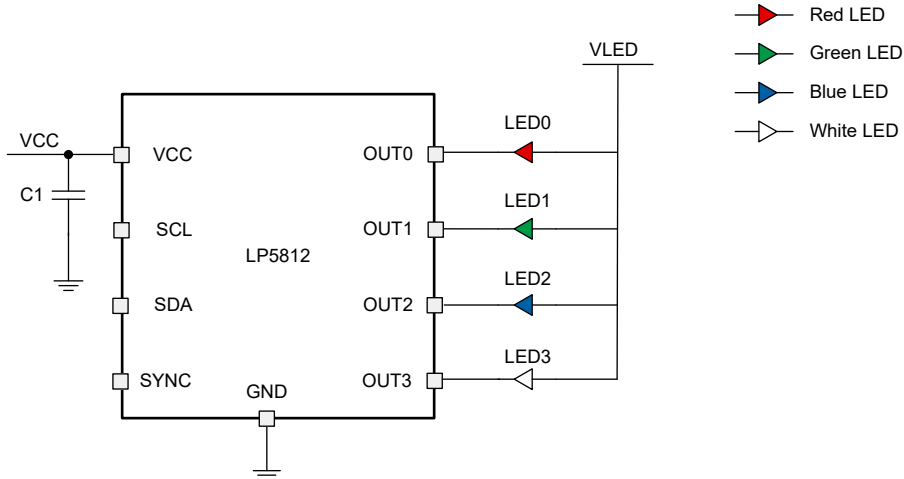 Red LED
Green LED
Blue LED
White LED
VLED
VCC
C1
VCC
SCL
SDA
SYNC
LP5812
GND
OUT0
OUT1
OUT2
OUT3
LED0
LED1
LED2
LED3